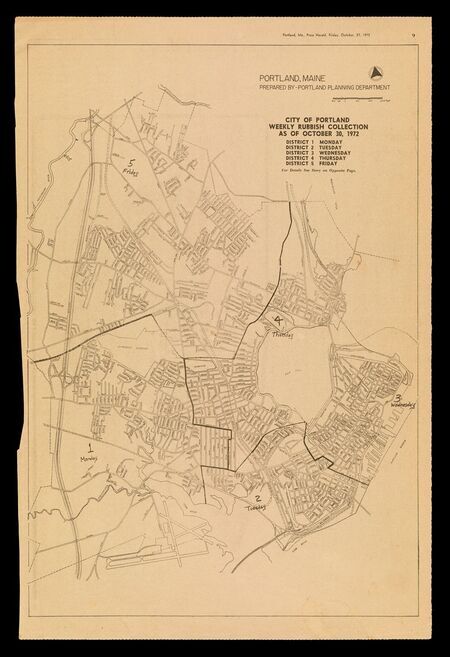 Portland, Me., Press Herald, Friday, October, 27, 1972
9
PORTLAND, MAINE
PREPARED BY - PORTLAND PLANNING DEPARTMENT
CITY OF PORTLAND
WEEKLY RUBBISH COLLECTION
AS OF OCTOBER 30, 1972
DISTRICT 1 MONDAY
DISTRICT 2 TUESDAY
DISTRICT 3 WEDNESDAY
DISTRICT 4 THURSDAY
DISTRICT 5 FRIDAY
For Details See Story on Opposite Page.
5
Friday
4
Thursday
3
Wednesday
1
Monday
2
Tuesday